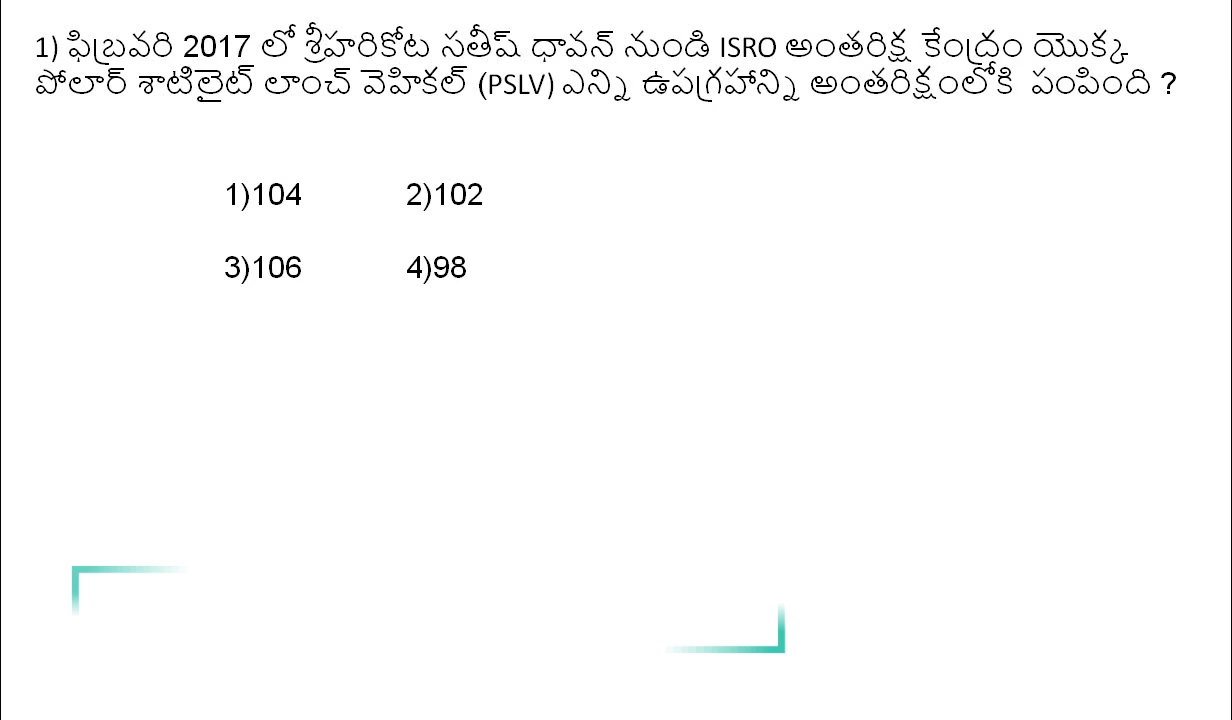 1) ఫిబ్రవరి 2017 లో శ్రీహరికోట సతీష్ ధావన్ నుండి ISRO అంతరిక్ష కేంద్రం యొక్క
పోలార్ శాటిలైట్ లాంచ్ వెహికల్ (PSLV) ఎన్ని ఉపగ్రహాన్ని అంతరిక్షంలోకి పంపింది ?
1)104 2)102
3)106 4)98